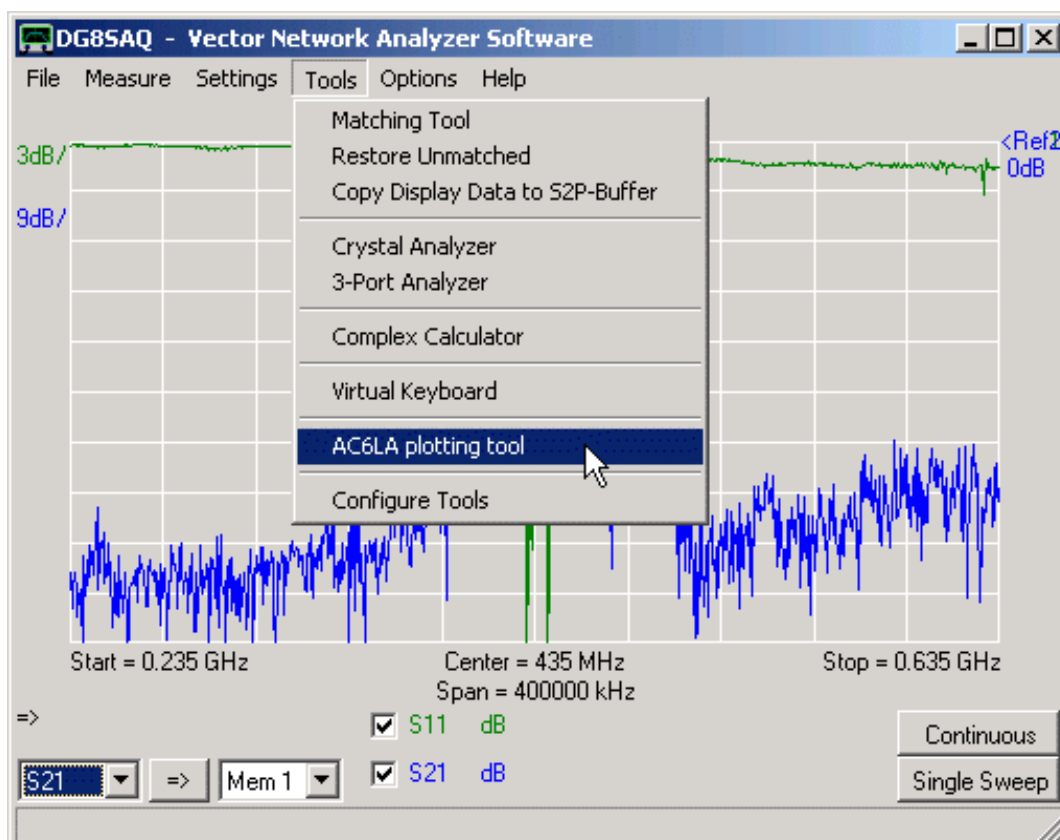 DG8SAQ - Vector Network Analyzer Software
File Measure Settings Tools Options Help
Matching Tool
Restore Unmatched
Copy Display Data to S2P-Buffer
Crystal Analyzer
3-Port Analyzer
Complex Calculator
Virtual Keyboard
AC6LA plotting tool
Configure Tools
3dB/
9dB/
<Ref
0dB
Start = 0.235 GHz Center = 435 MHz Stop = 0.635 GHz
Span = 400000 kHz
=>
S11 dB
Continuous
S21 => Mem 1 S21 dB
Single Sweep